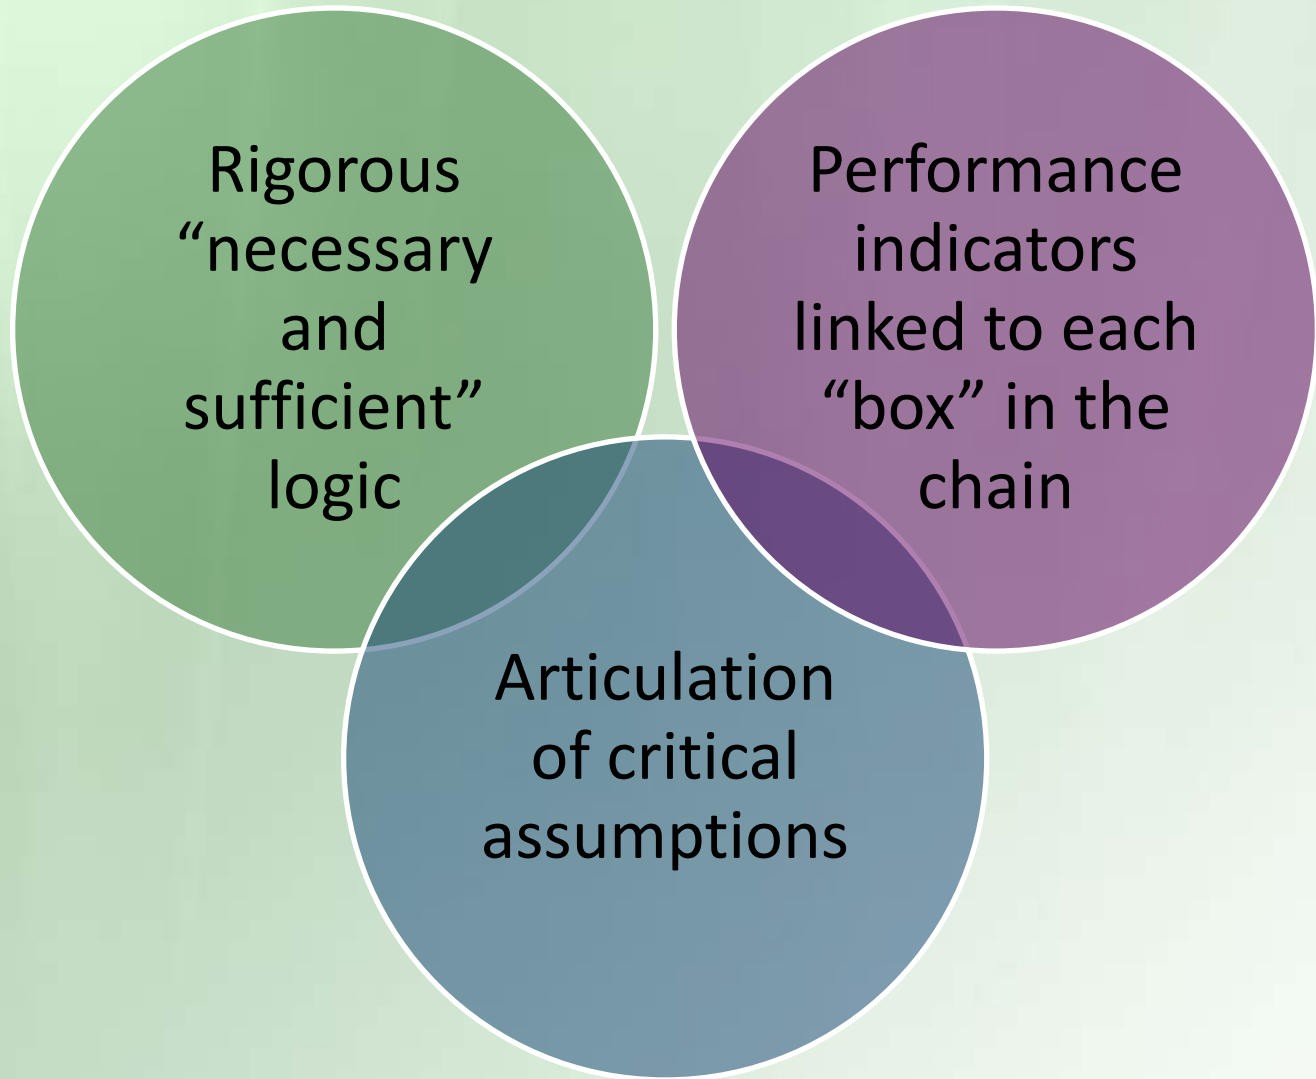 Rigorous
“necessary
and
sufficient”
logic
Performance
indicators
linked to each
“box” in the
chain
Articulation
of critical
assumptions